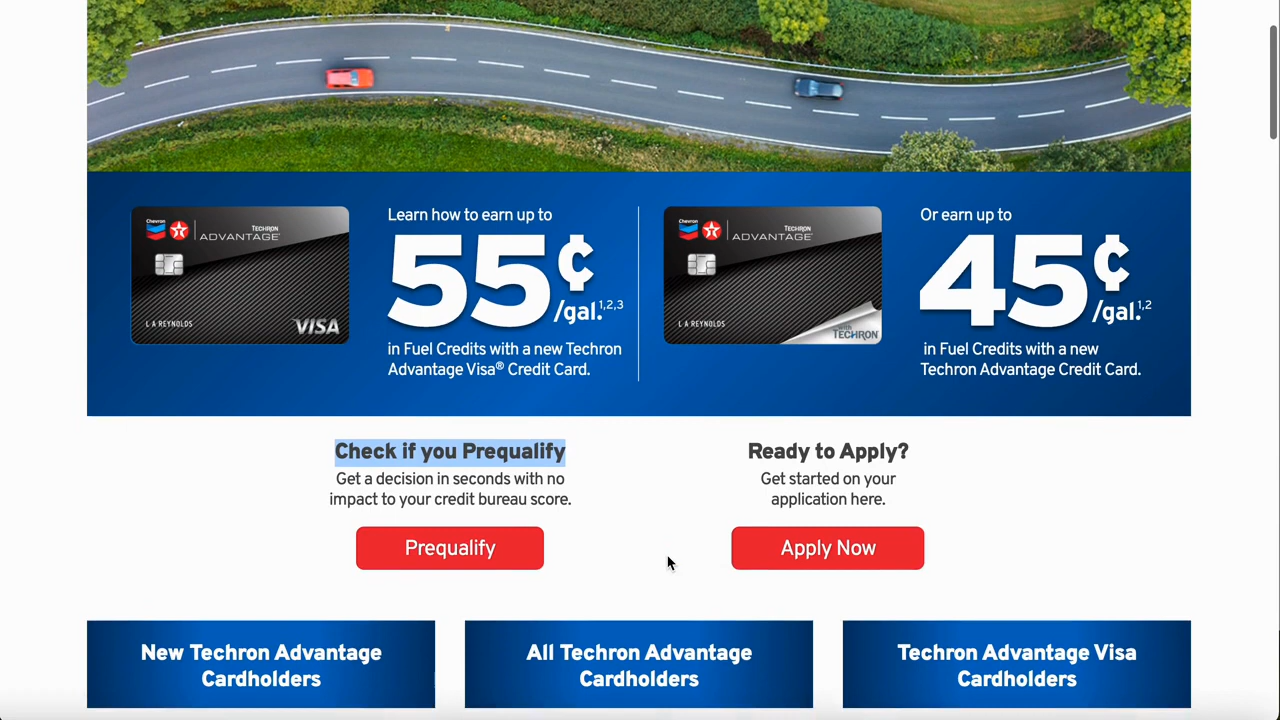 Chevron
TECHRON
ADVANTAGE
L A REYNOLDS
VISA
Learn how to earn up to
55¢
/gal.1,2,3
in Fuel Credits with a new Techron
Advantage Visa® Credit Card.
Chevron
TECHRON
ADVANTAGE
L A REYNOLDS
with
TECHRON
Or earn up to
45¢
/gal.1,2
in Fuel Credits with a new
Techron Advantage Credit Card.
Check if you Prequalify
Get a decision in seconds with no
impact to your credit bureau score.
Prequalify
Ready to Apply?
Get started on your
application here.
Apply Now
New Techron Advantage
Cardholders
All Techron Advantage
Cardholders
Techron Advantage Visa
Cardholders